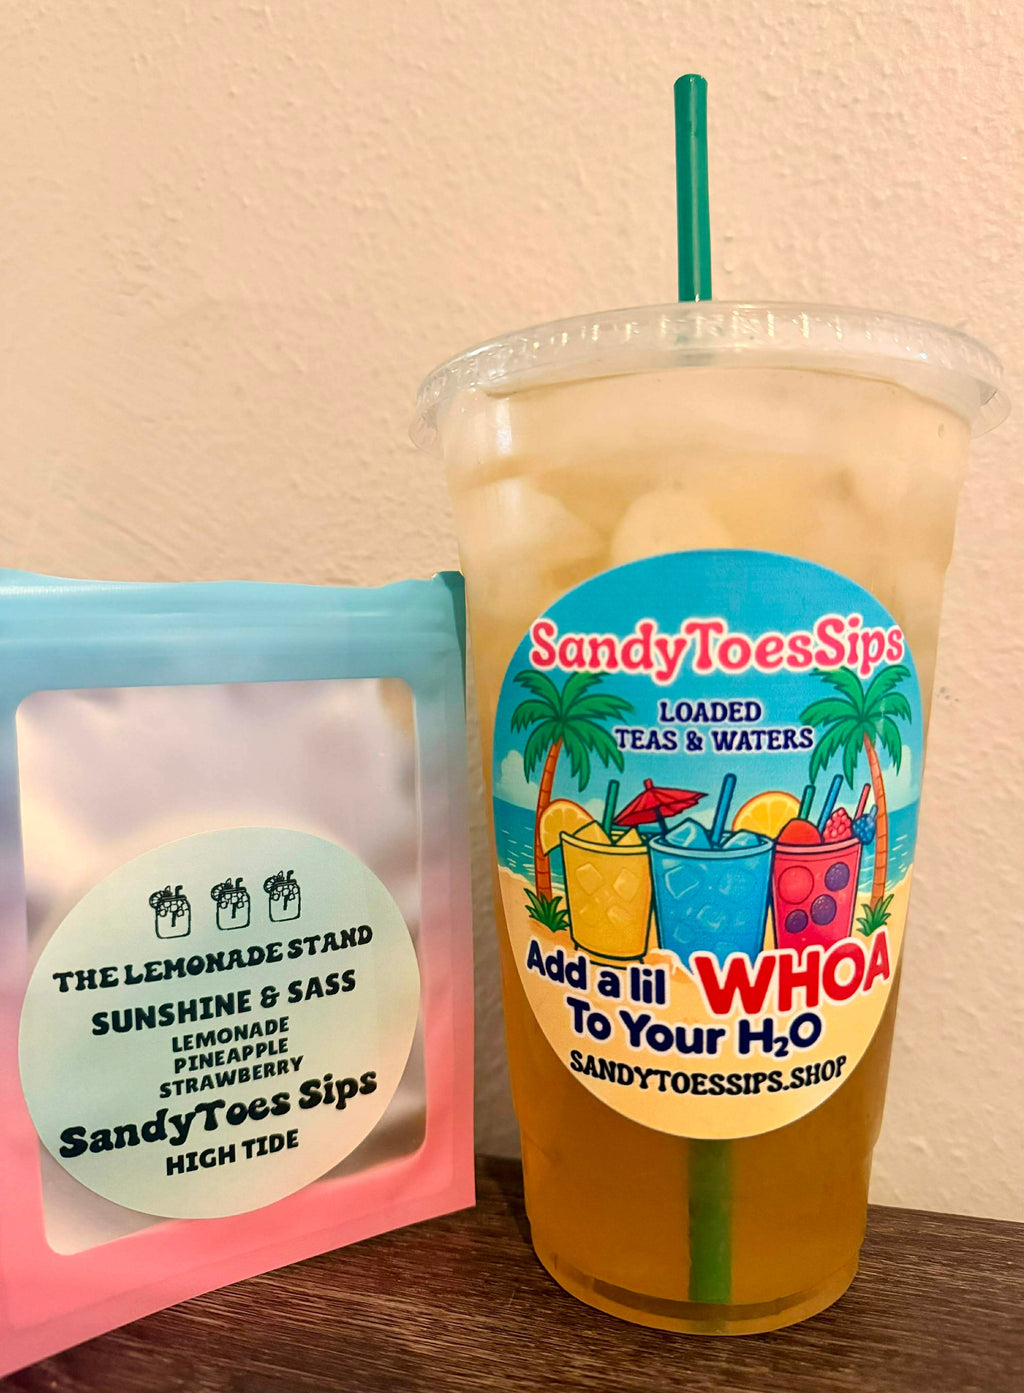 THE LEMONADE STAND
SUNSHINE & SASS
LEMONADE
PINEAPPLE
STRAWBERRY
SandyToes Sips
HIGH TIDE
SandyToesSips
LOADED
TEAS & WATERS
Add a lil WHOA
To Your H₂O
SANDYTOESSIPS.SHOP